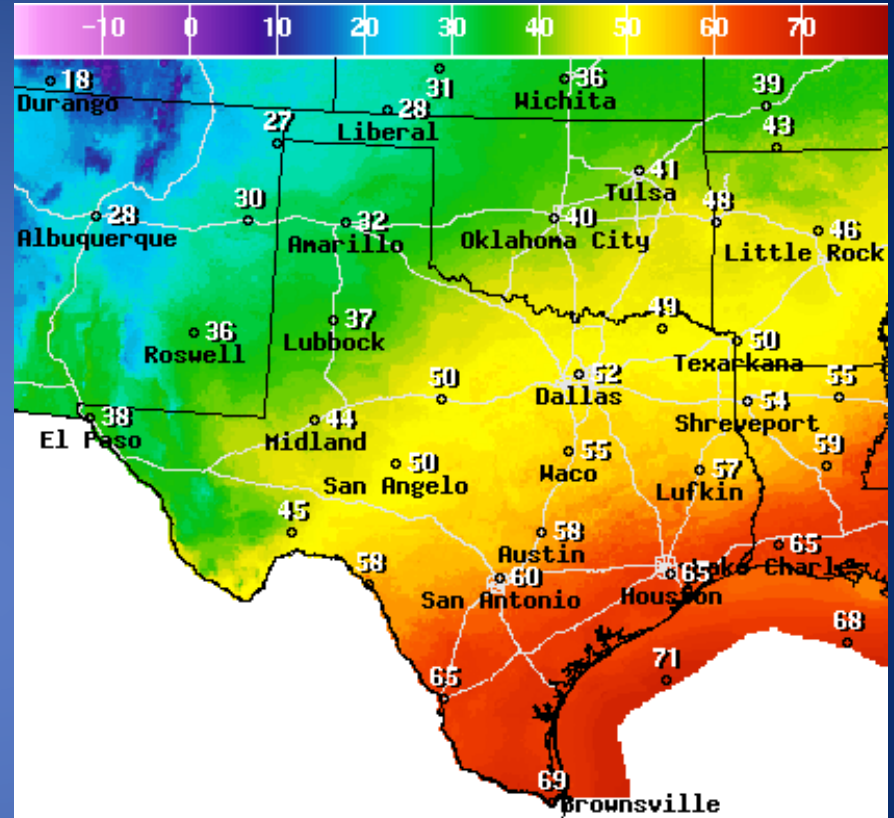 -10 0 10 20 30 40 50 60 70
31
18
36
39
Durango
Wichita
28
Liberal
27
43
41
Tulsa
30
48
28
32
40
46
Albuquerque
Amarillo
Oklahoma City
Little Rock
37
49
36
Lubbock
50
Roswell
Texarkana
52
50
Dallas
55
54
38
44
Shreveport
El Paso
Midland
55
59
50
Waco
57
San Angelo
Lufkin
45
58
65
Austin
58
60
65
Lake Charles
San Antonio
Houston
68
71
65
69
Brownsville